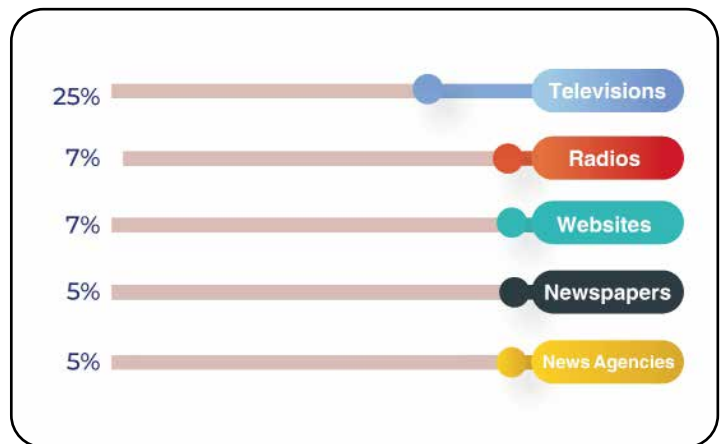 25% Televisions
7% Radios
7% Websites
5% Newspapers
5% News Agencies